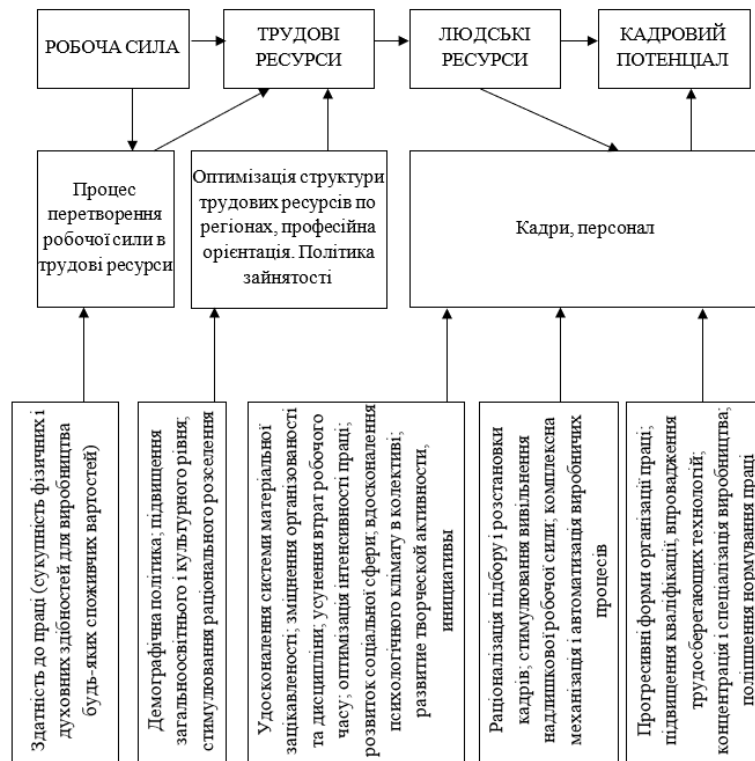 РОБОЧА СИЛА
ТРУДОВІ
РЕСУРСИ
ЛЮДСЬКІ
РЕСУРСИ
КАДРОВИЙ
ПОТЕНЦІАЛ
Процес
перетворення
робочої сили в
трудові ресурси
Оптимізація структури
трудових ресурсів по
регіонах, професійна
орієнтація. Політика
зайнятості
Кадри, персонал
Здатність до праці (сукупність фізичних і
духовних здібностей для виробництва
будь-яких споживчих вартостей)
Демографічна політика; підвищення
загальноосвітнього і культурного рівня;
стимулювання раціонального розселення
Удосконалення системи матеріальної
зацікавленості; зміцнення організованості
та дисципліни; усунення втрат робочого
часу; оптимізація інтенсивності праці;
розвиток соціальної сфери; вдосконалення
психологічного клімату в колективі;
развитие творческой активности,
инициативы
Раціоналізація підбору і розстановки
кадрів; стимулювання вивільнення
надлишкової робочої сили; комплексна
механізація і автоматизація виробничих
процесів
Прогресивні форми організації праці;
підвищення кваліфікації, впровадження
трудосберегающих технологій;
концентрація і спеціалізація виробництва;
поліпшення нормування праці